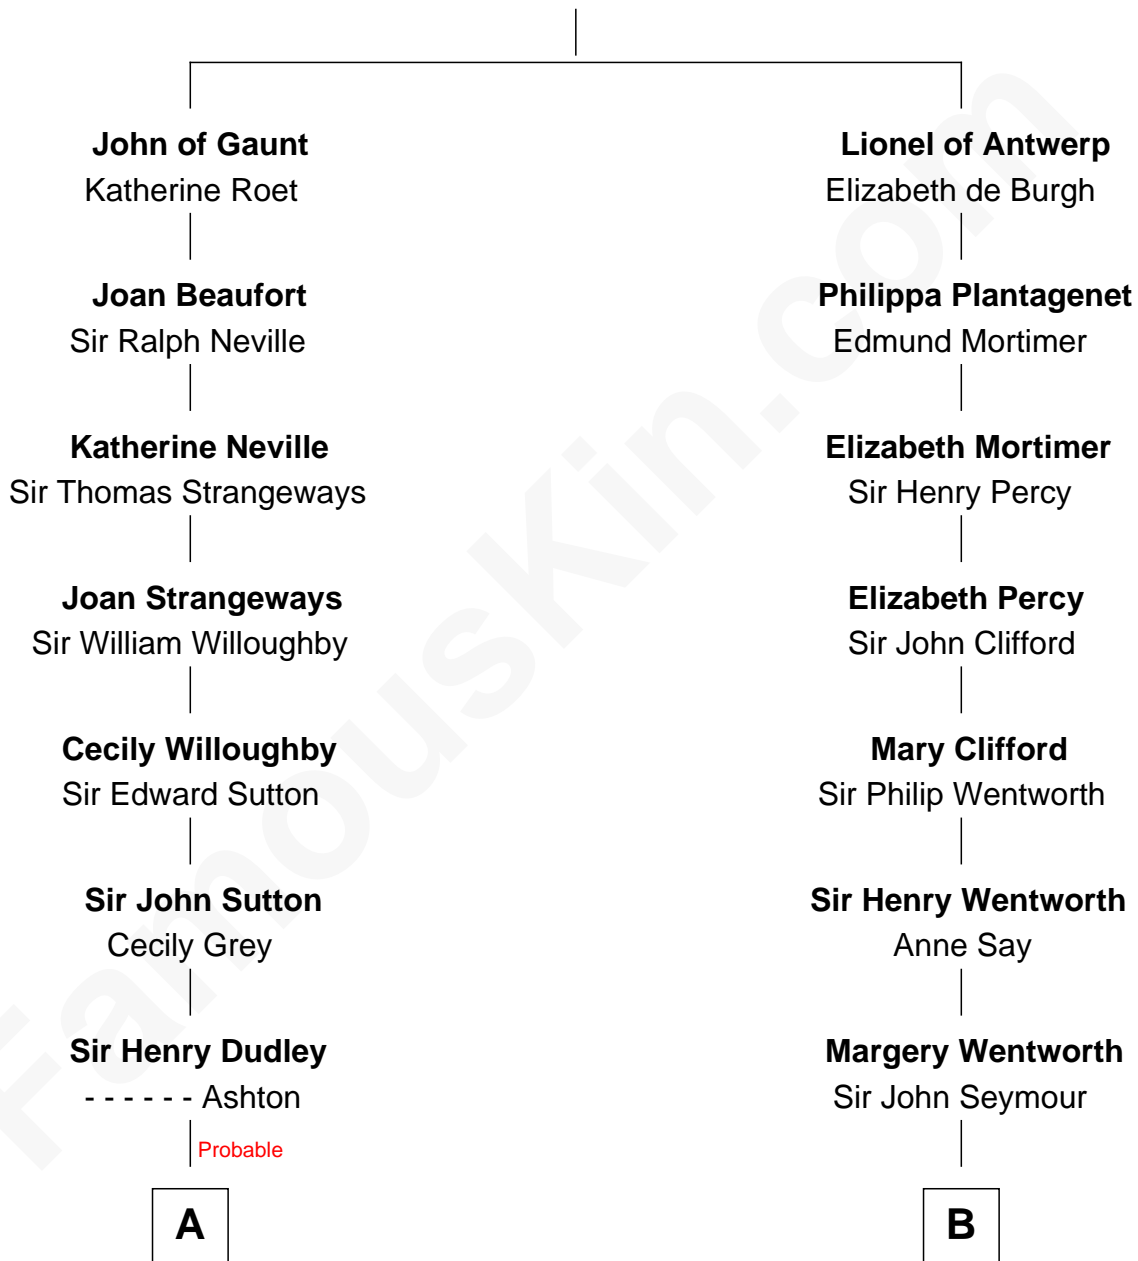 John of Gaunt
Katherine Roet
Lionel of Antwerp
Elizabeth de Burgh
Joan Beaufort
Sir Ralph Neville
Philippa Plantagenet
Edmund Mortimer
Katherine Neville
Sir Thomas Strangeways
Elizabeth Mortimer
Sir Henry Percy
Joan Strangeways
Sir William Willoughby
Elizabeth Percy
Sir John Clifford
Cecily Willoughby
Sir Edward Sutton
Mary Clifford
Sir Philip Wentworth
Sir John Sutton
Cecily Grey
Sir Henry Wentworth
Anne Say
Sir Henry Dudley
- - - - - - Ashton
Margery Wentworth
Sir John Seymour
Probable
A
B
FamousKin.com